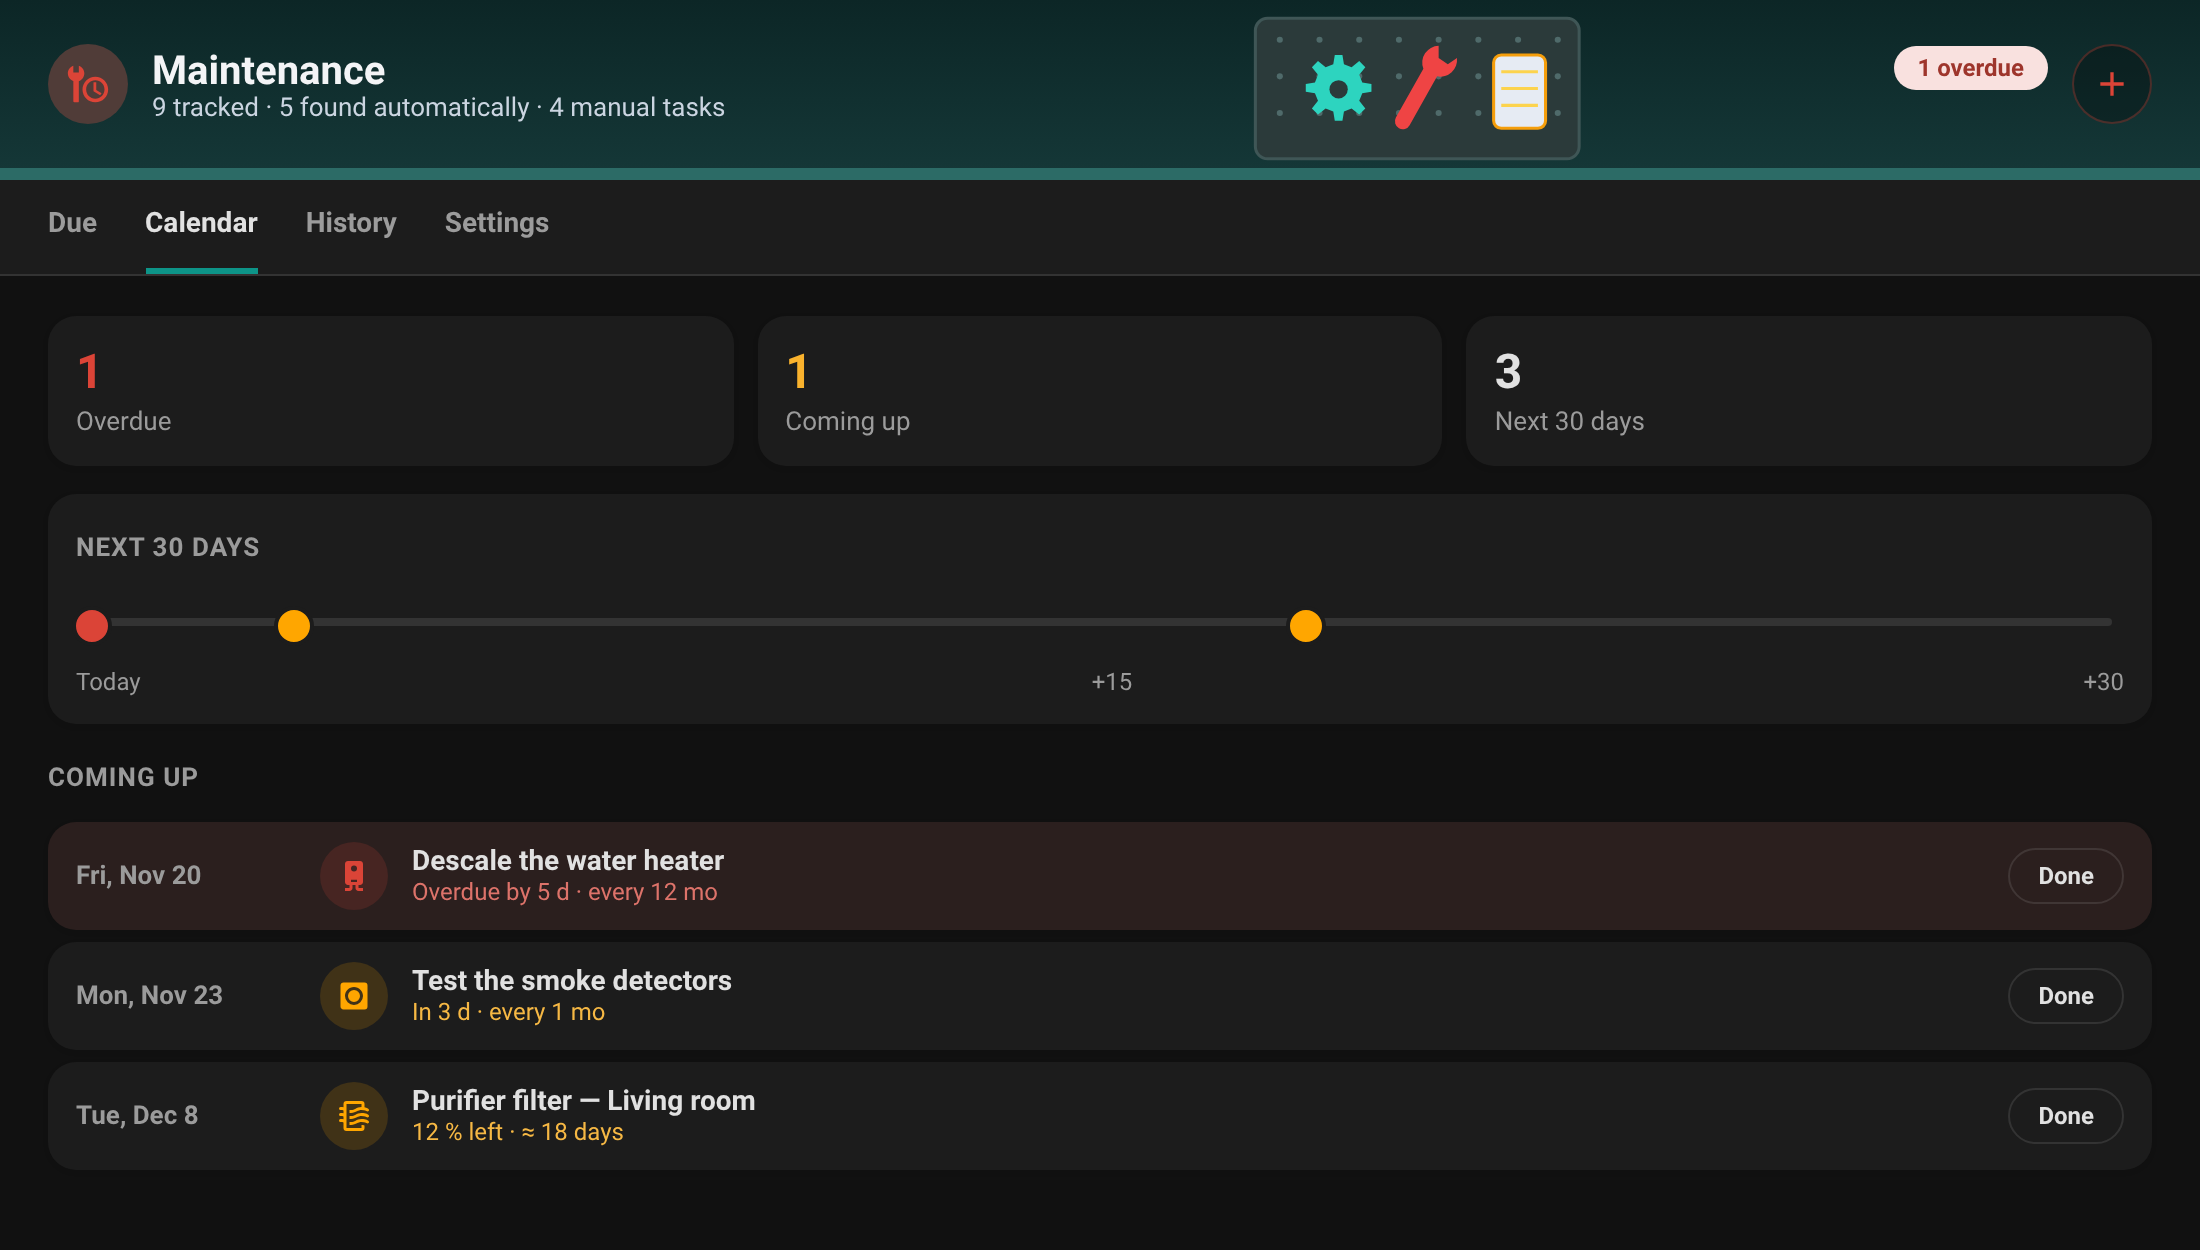 Maintenance
9 tracked · 5 found automatically · 4 manual tasks
1 overdue
+
Due
Calendar
History
Settings
1
Overdue
1
Coming up
3
Next 30 days
NEXT 30 DAYS
Today
+15
+30
COMING UP
Fri, Nov 20
Descale the water heater
Overdue by 5 d · every 12 mo
Done
Mon, Nov 23
Test the smoke detectors
In 3 d · every 1 mo
Done
Tue, Dec 8
Purifier filter — Living room
12 % left · ≈ 18 days
Done